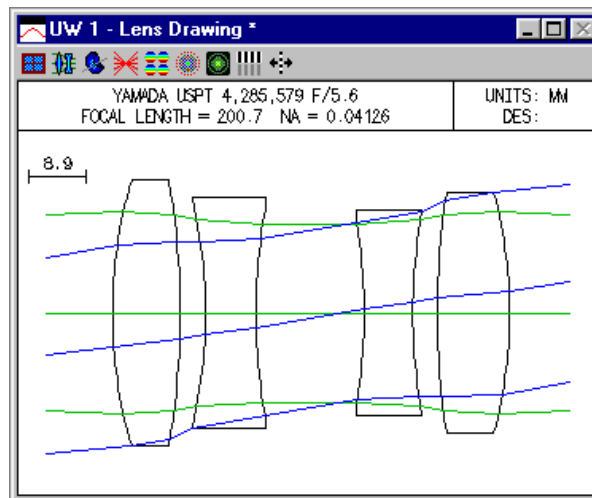 UW 1 - Lens Drawing *
YAMADA USPT 4,285,579 F/5.6
FOCAL LENGTH = 200.7 NA = 0.04126
UNITS: MM
DES:
8.9